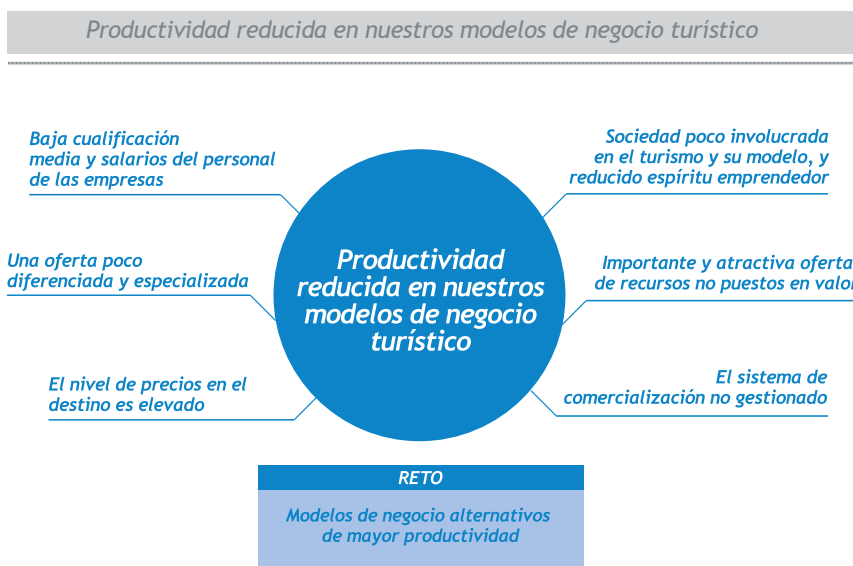 Productividad reducida en nuestros modelos de negocio turístico
Baja cualificación
media y salarios del personal
de las empresas
Sociedad poco involucrada
en el turismo y su modelo, y
reducido espíritu emprendedor
Una oferta poco
diferenciada y especializada
Productividad
reducida en nuestros
modelos de negocio
turístico
Importante y atractiva oferta
de recursos no puestos en valor
El nivel de precios en el
destino es elevado
El sistema de
comercialización no gestionado
RETO
Modelos de negocio alternativos
de mayor productividad